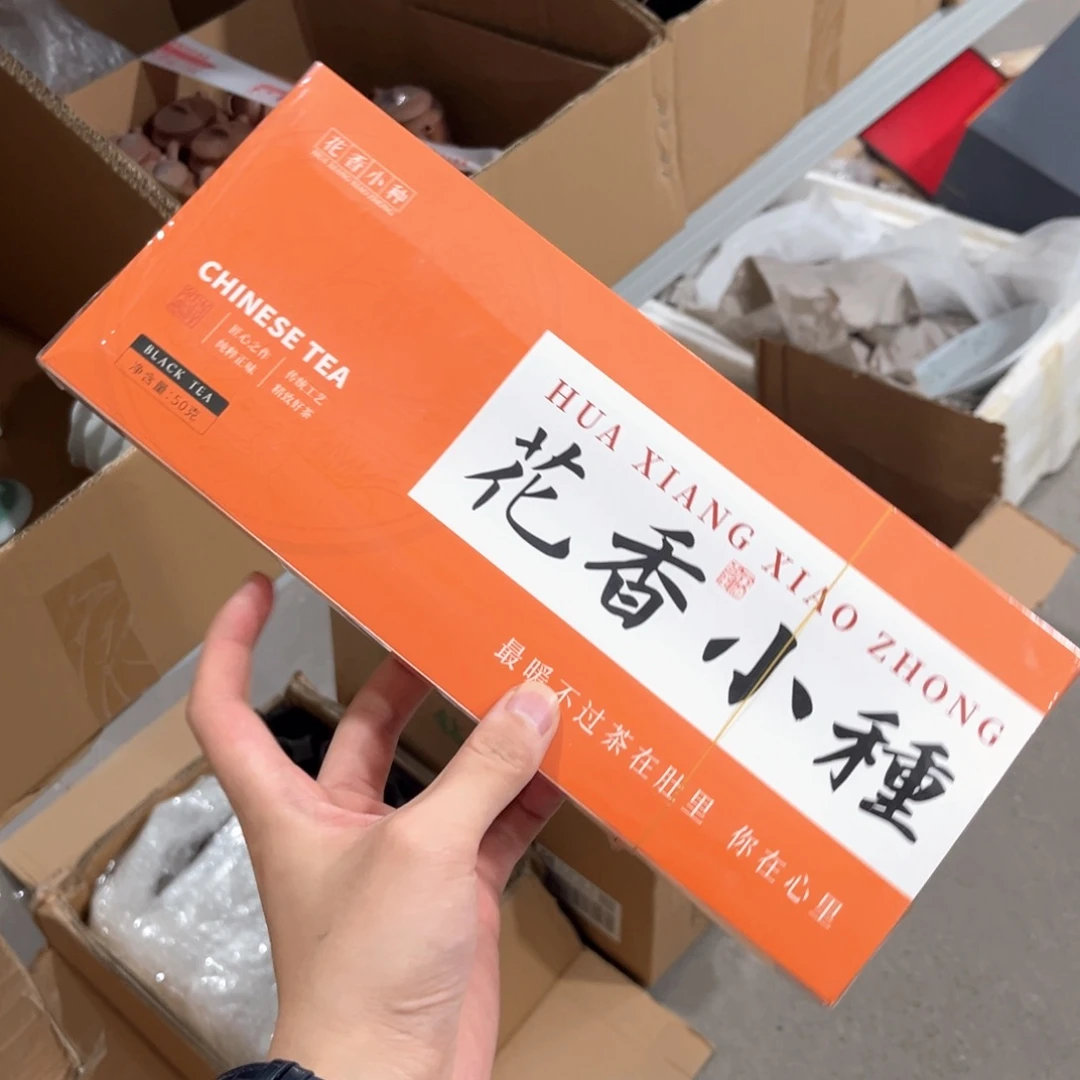 花香小种
CHINESE TEA
匠心之作
纯粹正味
传统工艺
精致好茶
BLACK TEA
净含量:50克
HUA XIANG XIAO ZHONG
花香小種
最暖不过茶在肚里 你在心里